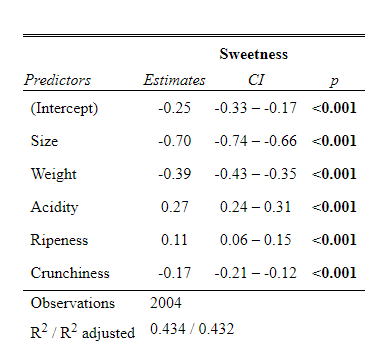 Sweetness
Predictors Estimates CI p
(Intercept) -0.25 -0.33 – -0.17 <0.001
Size -0.70 -0.74 – -0.66 <0.001
Weight -0.39 -0.43 – -0.35 <0.001
Acidity 0.27 0.24 – 0.31 <0.001
Ripeness 0.11 0.06 – 0.15 <0.001
Crunchiness -0.17 -0.21 – -0.12 <0.001
Observations 2004
R² / R² adjusted 0.434 / 0.432